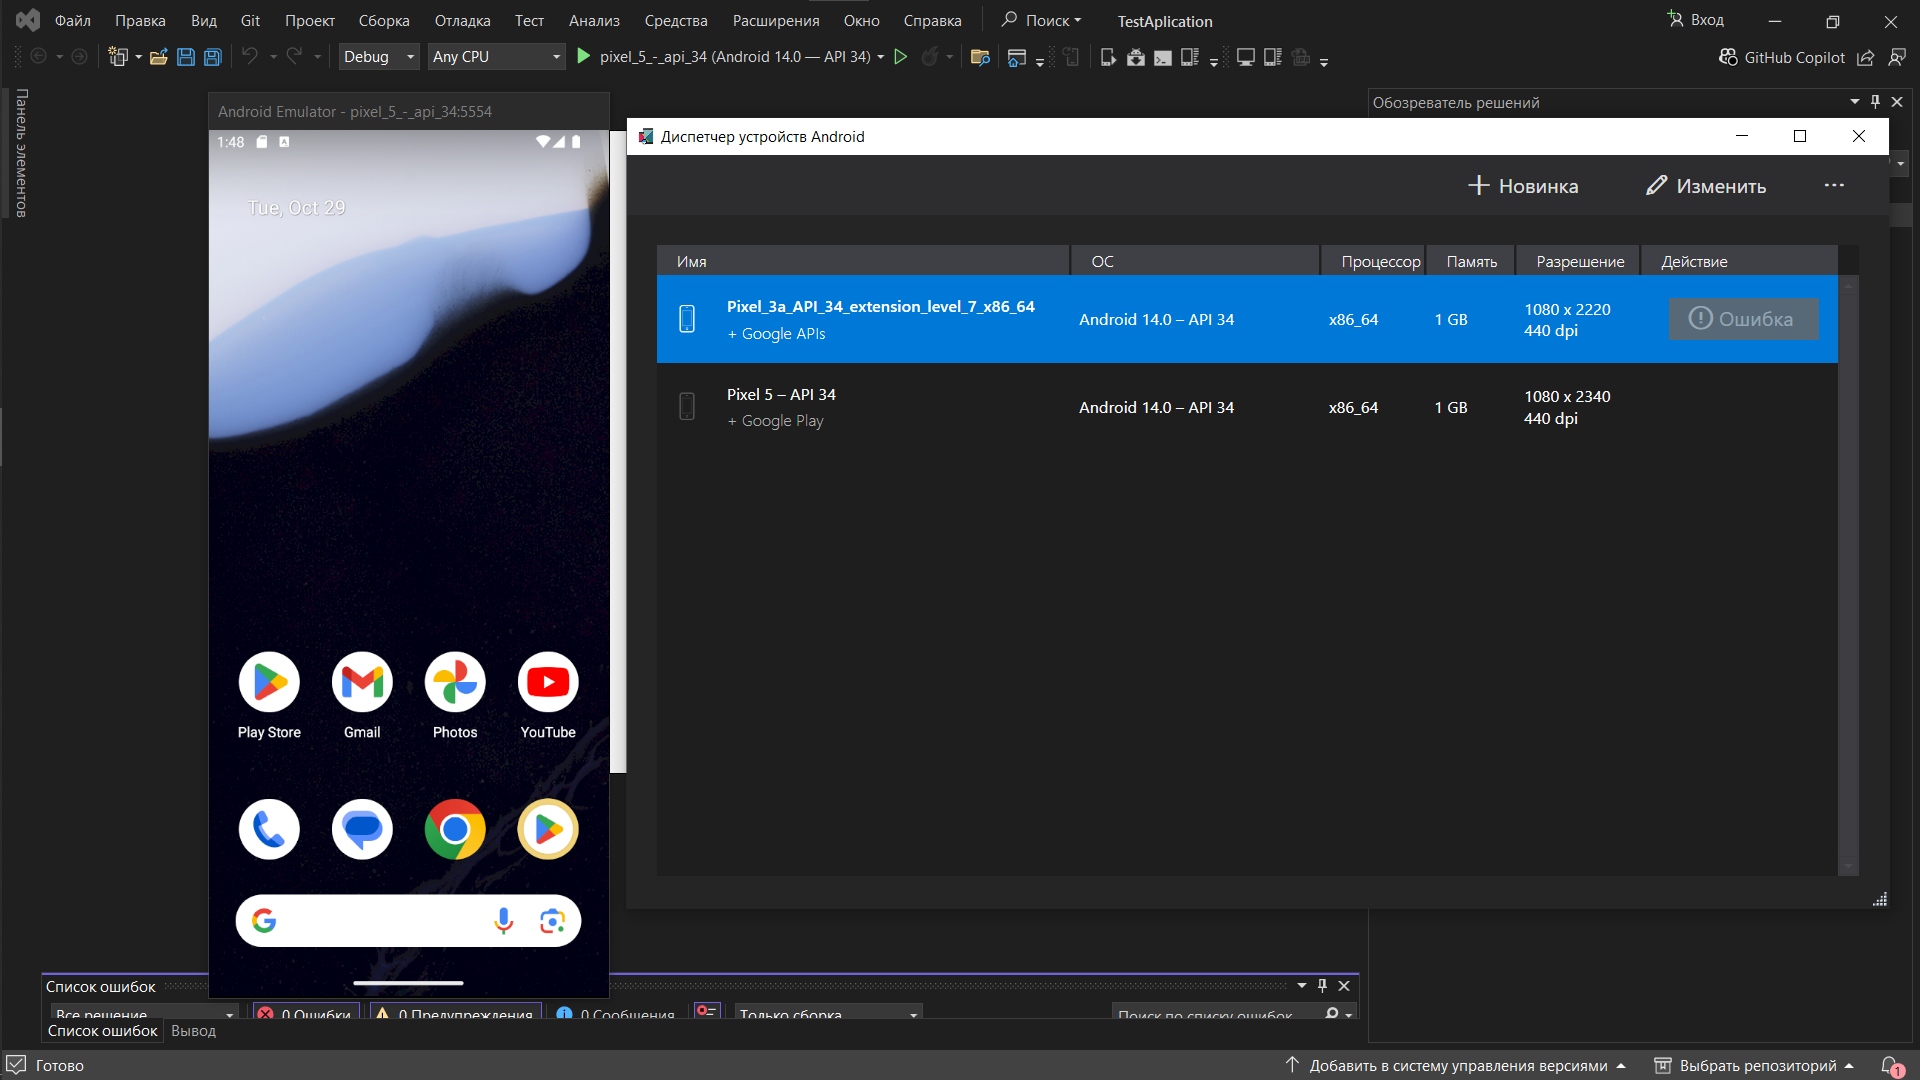 Файл Правка Вид Git Проект Сборка Отладка Тест Анализ Средства Расширения Окно Справка Поиск TestAplication Вход
Debug Any CPU pixel_5_-_api_34 (Android 14.0 — API 34) GitHub Copilot
Панель элементов
Android Emulator - pixel_5_-_api_34:5554
1:48
Tue, Oct 29
Play Store Gmail Photos YouTube
Обозреватель решений
Диспетчер устройств Android
Новинка Изменить ...
Имя ОС Процессор Память Разрешение Действие
Pixel_3a_API_34_extension_level_7_x86_64
+ Google APIs
Android 14.0 – API 34 x86_64 1 GB
1080 x 2220
440 dpi
Ошибка
Pixel 5 – API 34
+ Google Play
Android 14.0 – API 34 x86_64 1 GB
1080 x 2340
440 dpi
Список ошибок
Все решение 0 Ошибки 0 Предупреждения 0 Сообщения Только сборка Поиск по списку ошибок
Список ошибок Вывод
Готово Добавить в систему управления версиями Выбрать репозиторий 1